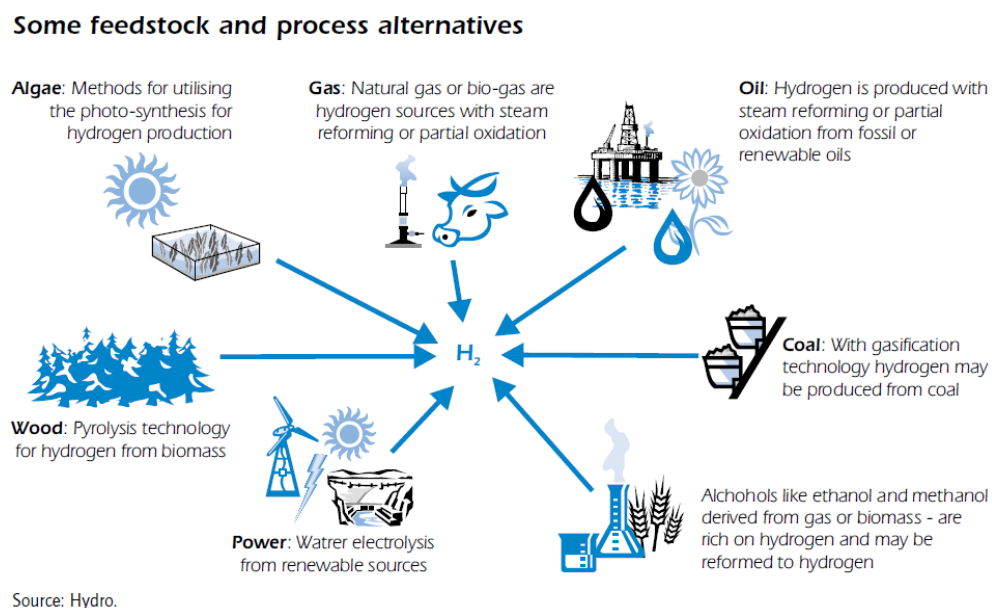 Some feedstock and process alternatives
Algae: Methods for utilising
the photo-synthesis for
hydrogen production
Gas: Natural gas or bio-gas are
hydrogen sources with steam
reforming or partial oxidation
Oil: Hydrogen is produced with
steam reforming or partial
oxidation from fossil or
renewable oils
H₂
Coal: With gasification
technology hydrogen may
be produced from coal
Wood: Pyrolysis technology
for hydrogen from biomass
Power: Watrer electrolysis
from renewable sources
Alchohols like ethanol and methanol
derived from gas or biomass - are
rich on hydrogen and may be
reformed to hydrogen
Source: Hydro.